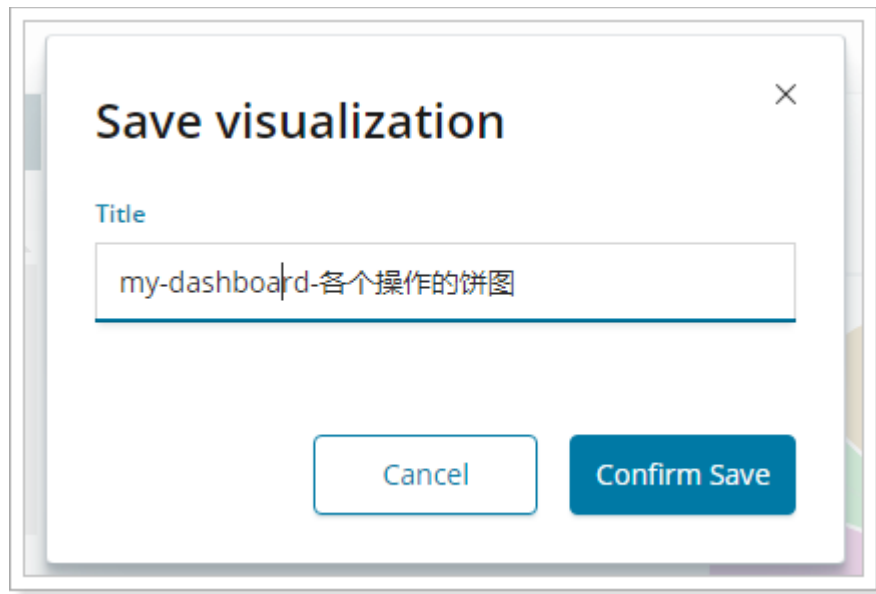 Save visualization
Title
my-dashboard-各个操作的饼图
Cancel
Confirm Save